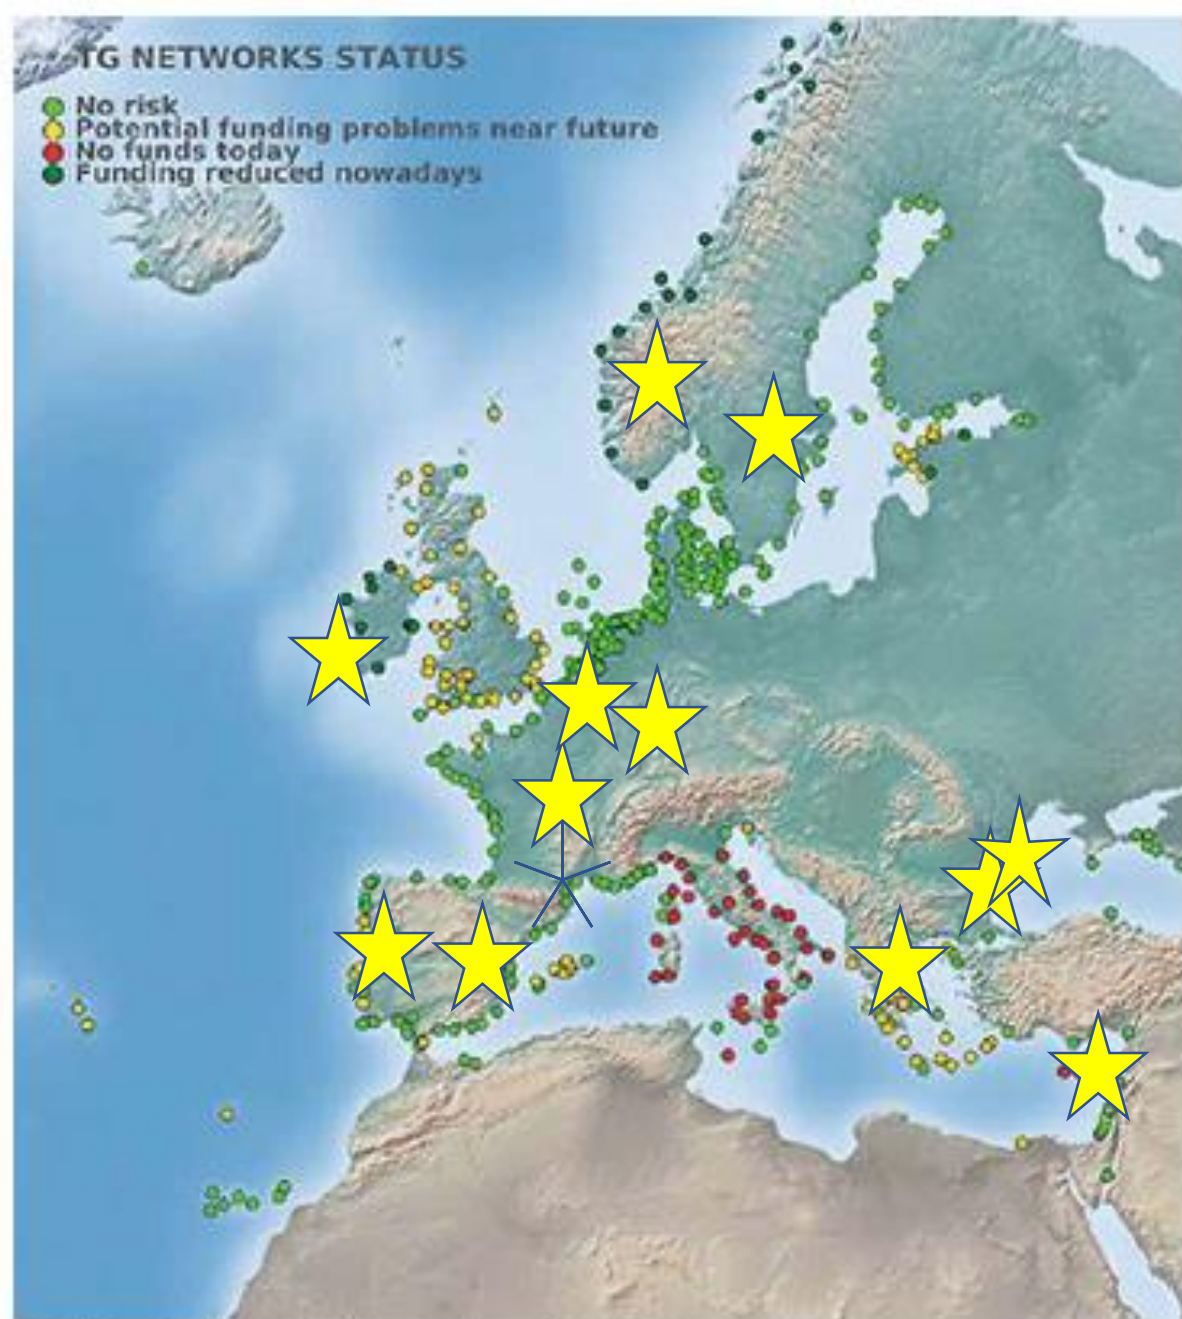 TG NETWORKS STATUS
No risk
Potential funding problems near future
No funds today
Funding reduced nowadays